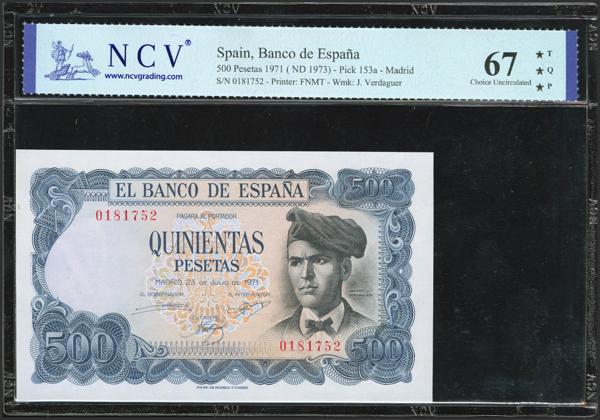 NCV®
www.ncvgrading.com
Spain, Banco de España
500 Pesetas 1971 ( ND 1973) - Pick 153a - Madrid
S/N 0181752 - Printer: FNMT - Wmk: J. Verdaguer
67
Choice Uncirculated
★ T
★ Q
★ P
500
EL BANCO DE ESPAÑA
0181752
PAGARA AL PORTADOR
QUINIENTAS
PESETAS
MADRID, 23 DE JULIO DE 1971
EL GOBERNADOR
EL INTERVENTOR
0181752
500
500